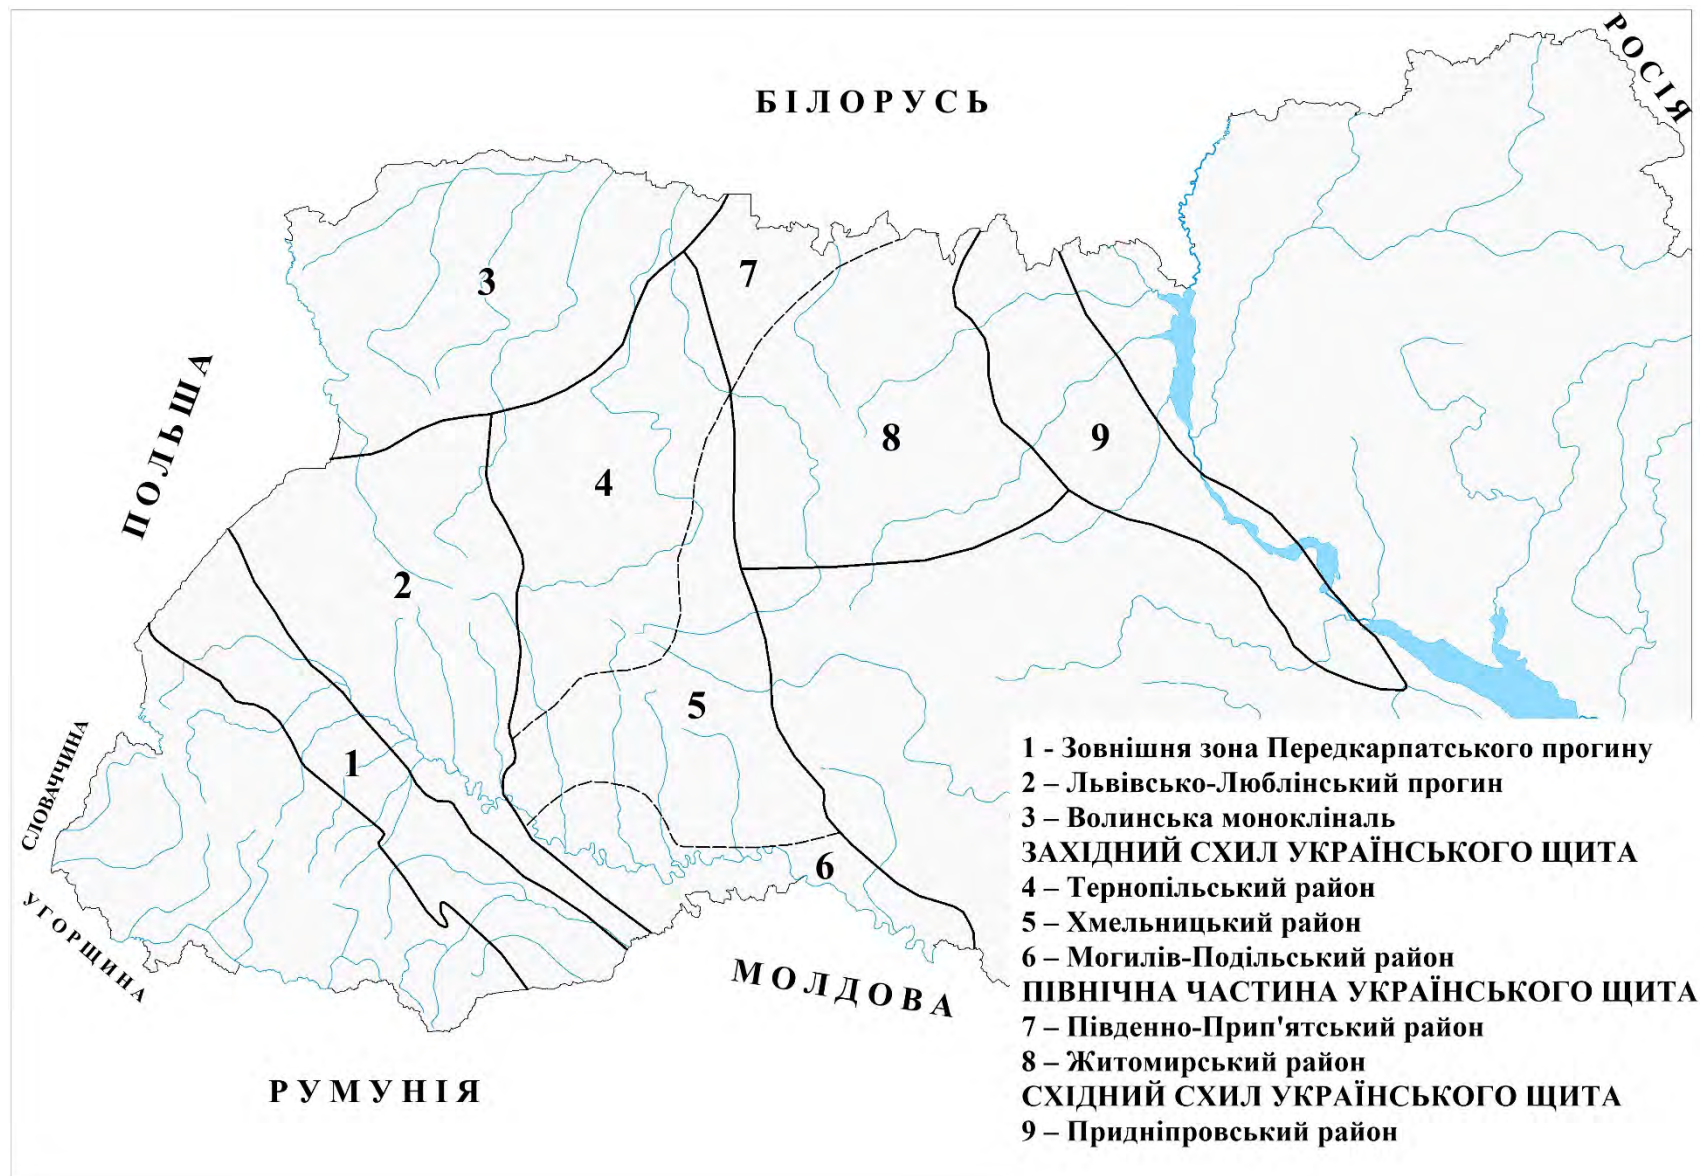 РОСІЯ
БІЛОРУСЬ
ПОЛЬЩА
СЛОВАЧЧИНА
УГОРЩИНА
РУМУНІЯ
МОЛДОВА
3
7
8
9
4
2
5
1
6
1 - Зовнішня зона Передкарпатського прогину
2 – Львівсько-Люблінський прогин
3 – Волинська монокліналь
ЗАХІДНИЙ СХИЛ УКРАЇНСЬКОГО ЩИТА
4 – Тернопільський район
5 – Хмельницький район
6 – Могилів-Подільський район
ПІВНІЧНА ЧАСТИНА УКРАЇНСЬКОГО ЩИТА
7 – Південно-Прип'ятський район
8 – Житомирський район
СХІДНИЙ СХИЛ УКРАЇНСЬКОГО ЩИТА
9 – Придніпровський район